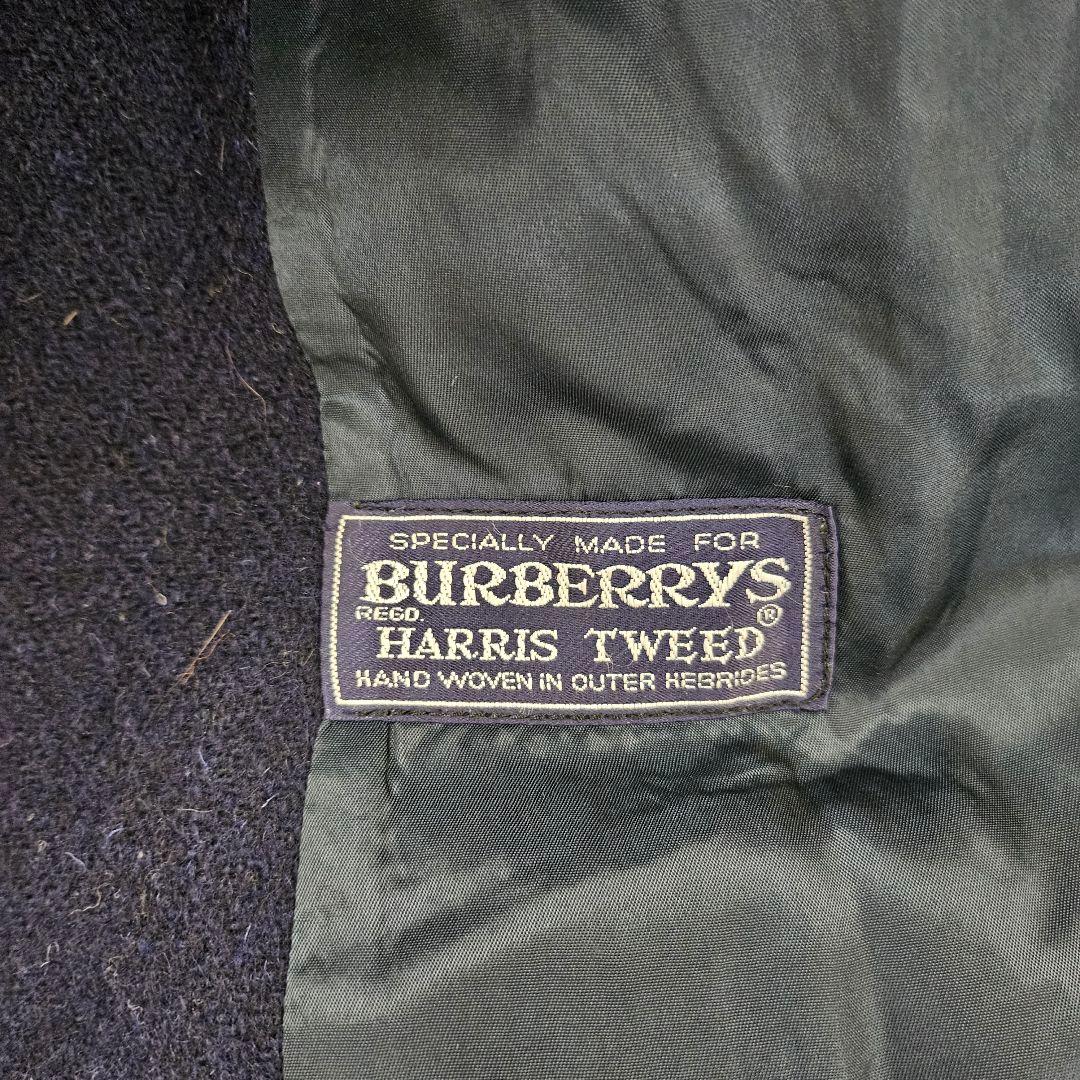 SPECIALLY MADE FOR
BURBERRYS
REGD.
HARRIS TWEED®
HAND WOVEN IN OUTER HEBRIDES